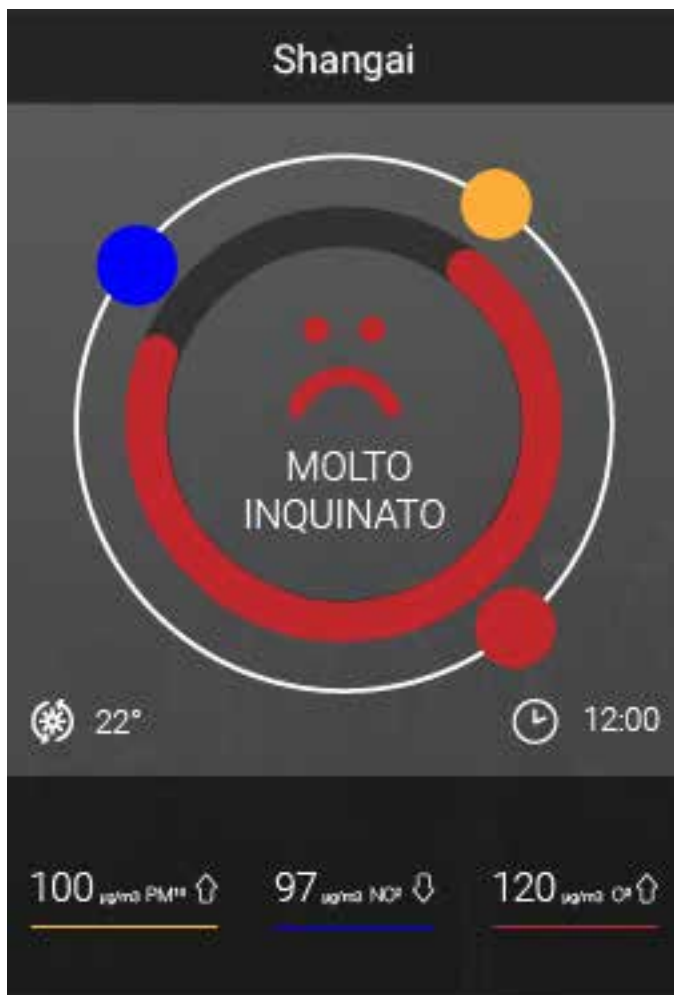 Shangai
MOLTO
INQUINATO
22°
12:00
100 µg/m3 PM¹⁰
97 µg/m3 NO²
120 µg/m3 O³